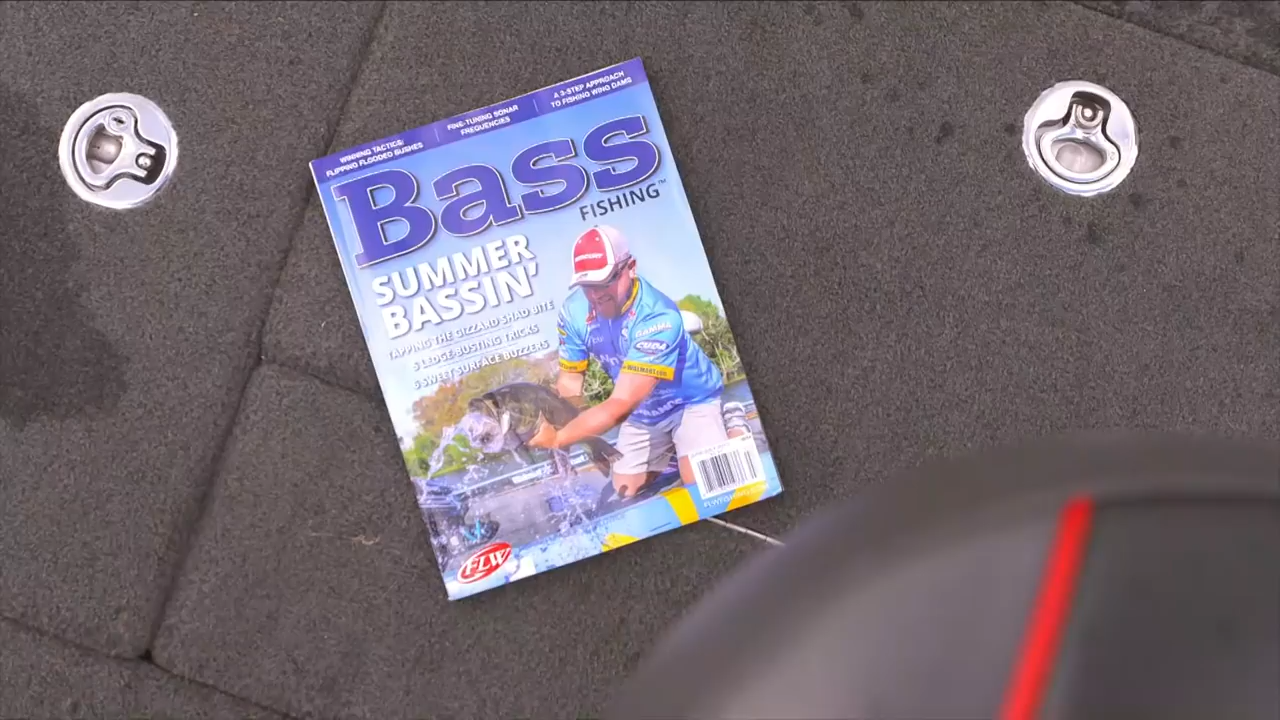 WINNING TACTICS:
FLIPPING FLOODED BUSHES
FINE-TUNING SONAR
FREQUENCIES
A 3-STEP APPROACH
TO FISHING WING DAMS
Bass
FISHING™
SUMMER
BASSIN'
TAPPING THE GIZZARD SHAD BITE
5 LEDGE-BUSTING TRICKS
6 SWEET SURFACE BUZZERS
GAMMA
CUDA
FLW